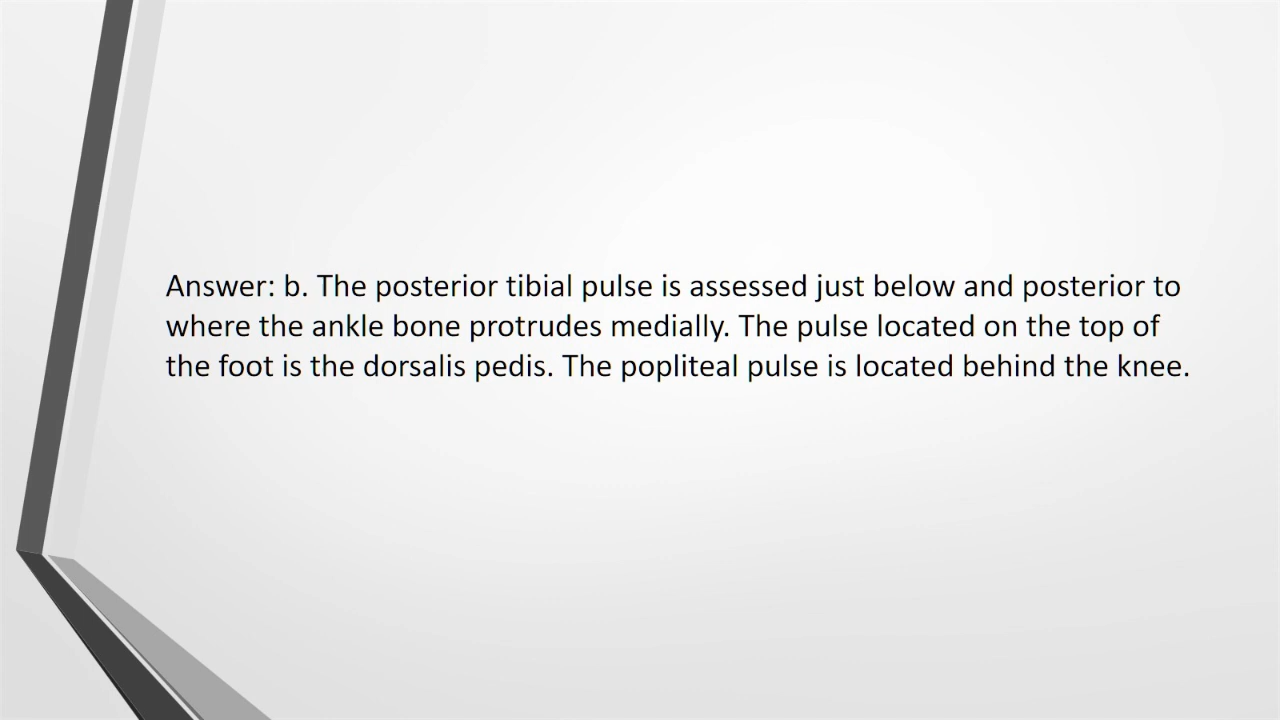 Answer: b. The posterior tibial pulse is assessed just below and posterior to
where the ankle bone protrudes medially. The pulse located on the top of
the foot is the dorsalis pedis. The popliteal pulse is located behind the knee.